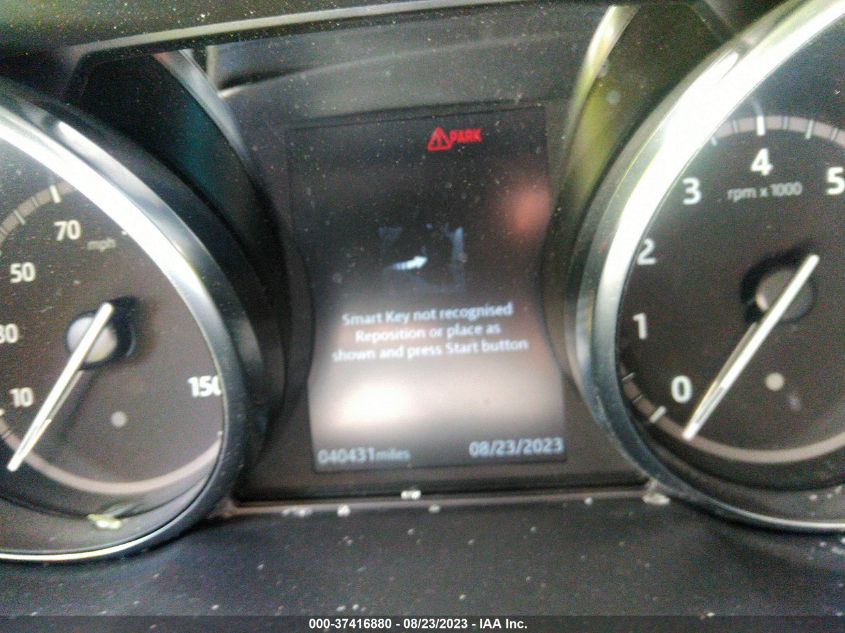 PARK
70
mph
50
30
10
150
Smart Key not recognised
Reposition or place as
shown and press Start button
040431 miles
08/23/2023
4
3
5
rpm x 1000
2
1
0
000-37416880 - 08/23/2023 - IAA Inc.